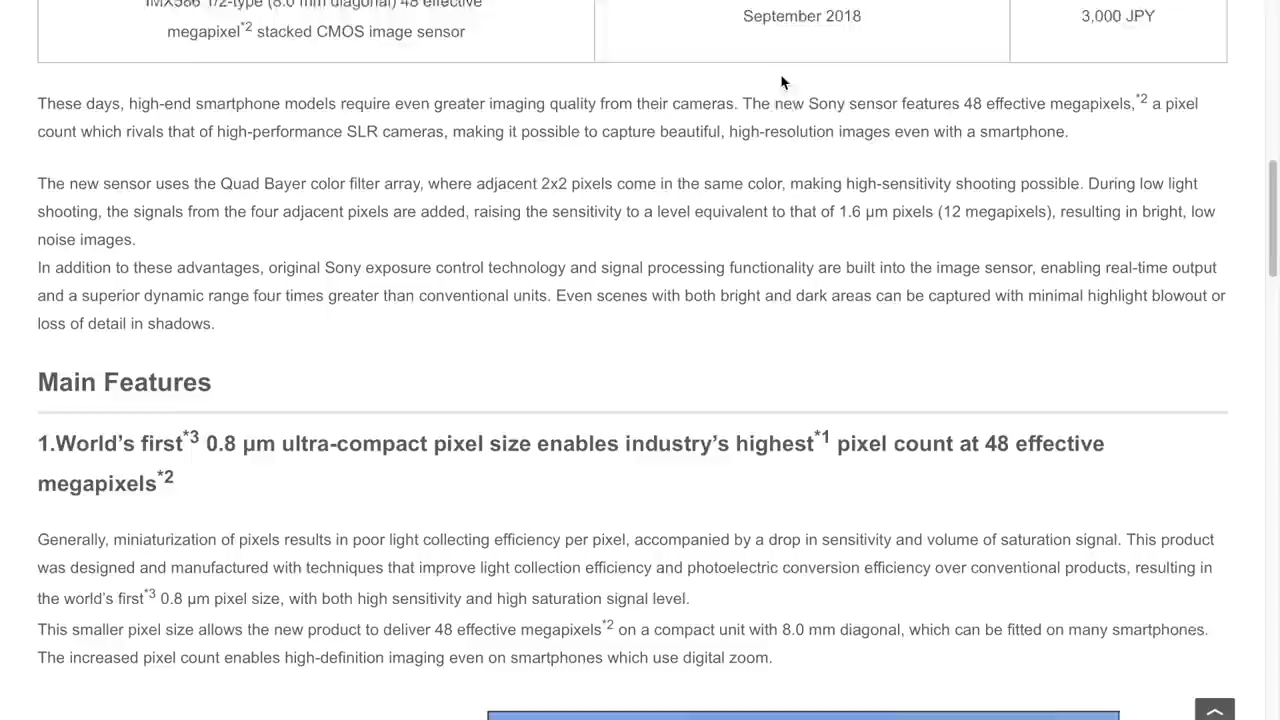 IMX586 1/2-type (8.0 mm diagonal) 48 effective
megapixel*2 stacked CMOS image sensor
September 2018
3,000 JPY
These days, high-end smartphone models require even greater imaging quality from their cameras. The new Sony sensor features 48 effective megapixels,*2 a pixel
count which rivals that of high-performance SLR cameras, making it possible to capture beautiful, high-resolution images even with a smartphone.
The new sensor uses the Quad Bayer color filter array, where adjacent 2x2 pixels come in the same color, making high-sensitivity shooting possible. During low light
shooting, the signals from the four adjacent pixels are added, raising the sensitivity to a level equivalent to that of 1.6 μm pixels (12 megapixels), resulting in bright, low
noise images.
In addition to these advantages, original Sony exposure control technology and signal processing functionality are built into the image sensor, enabling real-time output
and a superior dynamic range four times greater than conventional units. Even scenes with both bright and dark areas can be captured with minimal highlight blowout or
loss of detail in shadows.
Main Features
1.World’s first*3 0.8 μm ultra-compact pixel size enables industry’s highest*1 pixel count at 48 effective
megapixels*2
Generally, miniaturization of pixels results in poor light collecting efficiency per pixel, accompanied by a drop in sensitivity and volume of saturation signal. This product
was designed and manufactured with techniques that improve light collection efficiency and photoelectric conversion efficiency over conventional products, resulting in
the world’s first*3 0.8 μm pixel size, with both high sensitivity and high saturation signal level.
This smaller pixel size allows the new product to deliver 48 effective megapixels*2 on a compact unit with 8.0 mm diagonal, which can be fitted on many smartphones.
The increased pixel count enables high-definition imaging even on smartphones which use digital zoom.